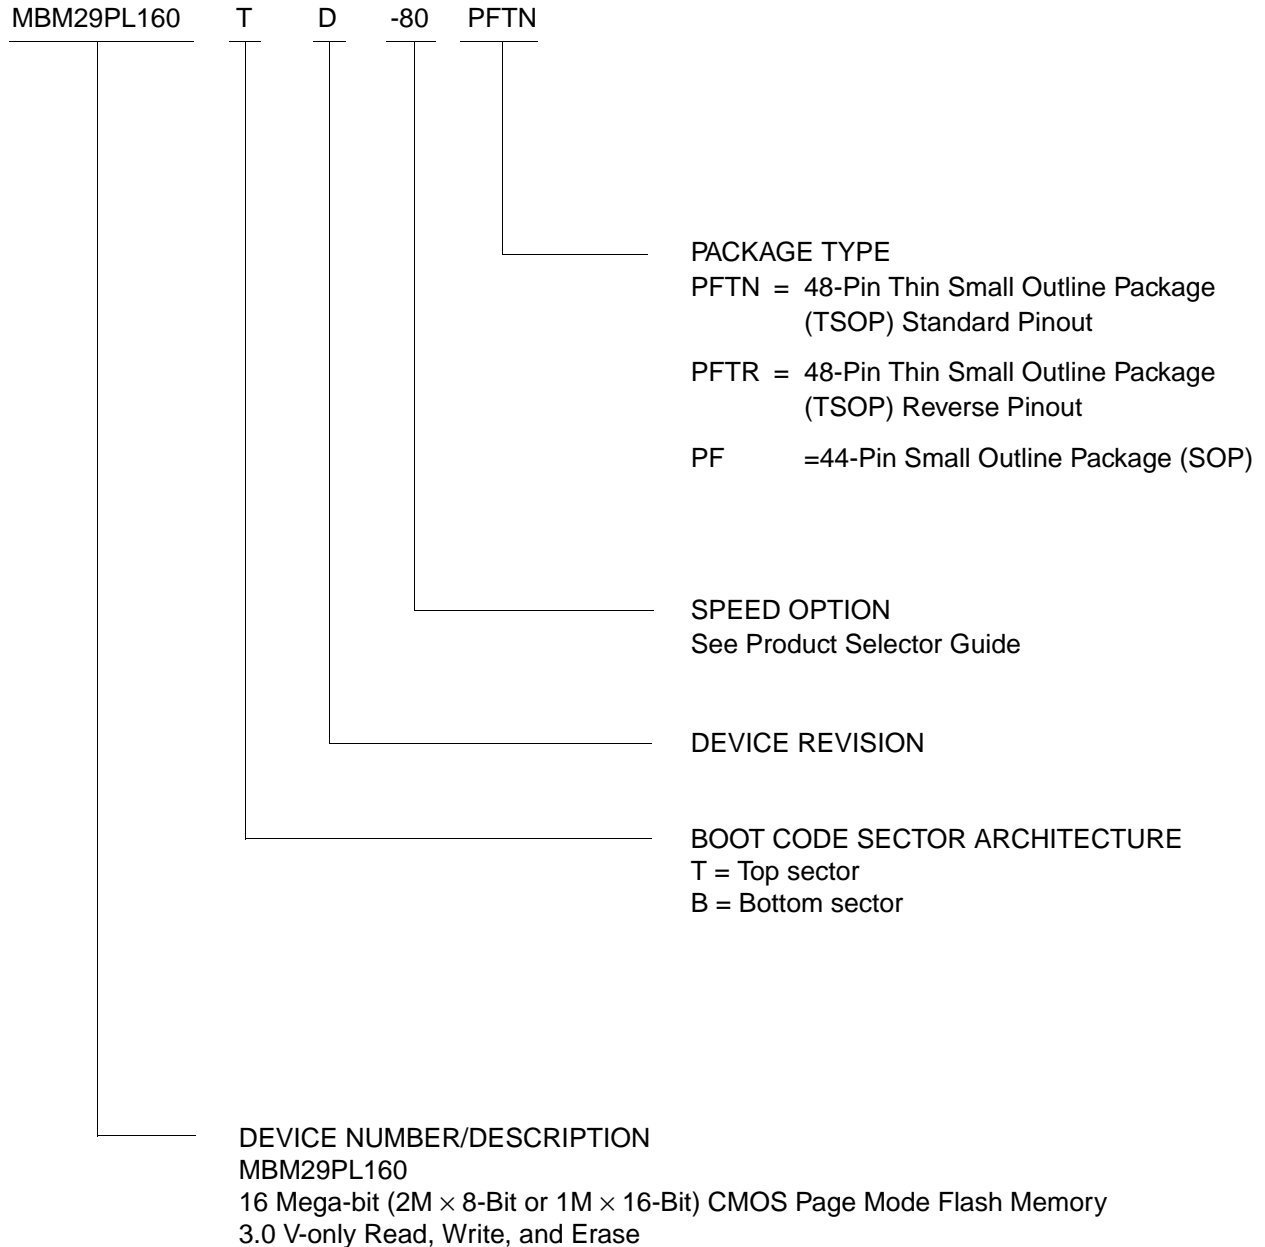 MBM29PL160 T D -80 PFTN
PACKAGE TYPE
PFTN = 48-Pin Thin Small Outline Package
(TSOP) Standard Pinout
PFTR = 48-Pin Thin Small Outline Package
(TSOP) Reverse Pinout
PF =44-Pin Small Outline Package (SOP)
SPEED OPTION
See Product Selector Guide
DEVICE REVISION
BOOT CODE SECTOR ARCHITECTURE
T = Top sector
B = Bottom sector
DEVICE NUMBER/DESCRIPTION
MBM29PL160
16 Mega-bit (2M × 8-Bit or 1M × 16-Bit) CMOS Page Mode Flash Memory
3.0 V-only Read, Write, and Erase